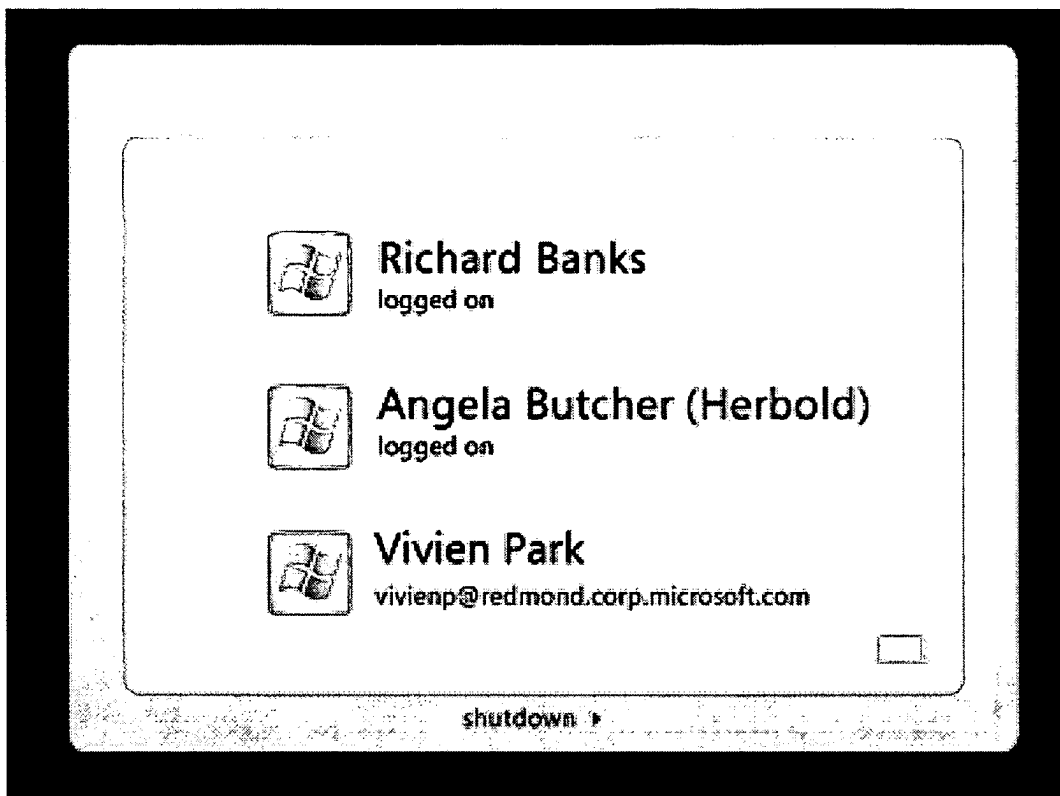 Richard Banks
logged on
Angela Butcher (Herbold)
logged on
Vivien Park
vivienp@redmond.corp.microsoft.com
shutdown